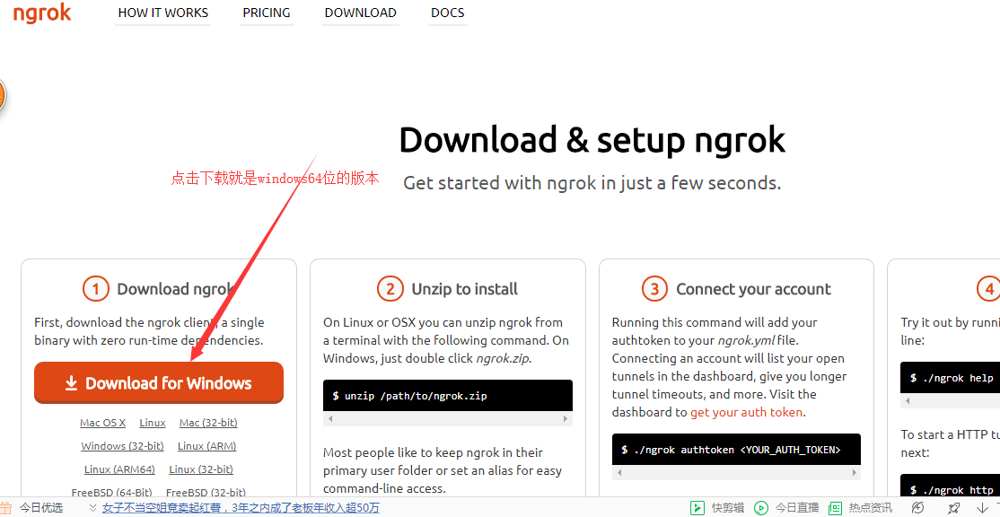 ngrok
HOW IT WORKS PRICING DOWNLOAD DOCS
Download & setup ngrok
点击下载就是windows64位的版本
Get started with ngrok in just a few seconds.
1 Download ngrok
First, download the ngrok client, a single
binary with zero run-time dependencies.
Download for Windows
Mac OS X Linux Mac (32-bit)
Windows (32-bit) Linux (ARM)
Linux (ARM64) Linux (32-bit)
FreeBSD (64-Bit) FreeBSD (32-bit)
2 Unzip to install
On Linux or OSX you can unzip ngrok from
a terminal with the following command. On
Windows, just double click ngrok.zip.
$ unzip /path/to/ngrok.zip
Most people like to keep ngrok in their
primary user folder or set an alias for easy
command-line access.
3 Connect your account
Running this command will add your
authtoken to your ngrok.yml file.
Connecting an account will list your open
tunnels in the dashboard, give you longer
tunnel timeouts, and more. Visit the
dashboard to get your auth token.
$ ./ngrok authtoken <YOUR_AUTH_TOKEN>
4
Try it out by runni
line:
$ ./ngrok help
To start a HTTP tu
next:
$ ./ngrok http
今日优选 女子不当空姐竟卖起红薯，3年之内成了老板年收入超50万 快剪辑 今日直播 热点资讯